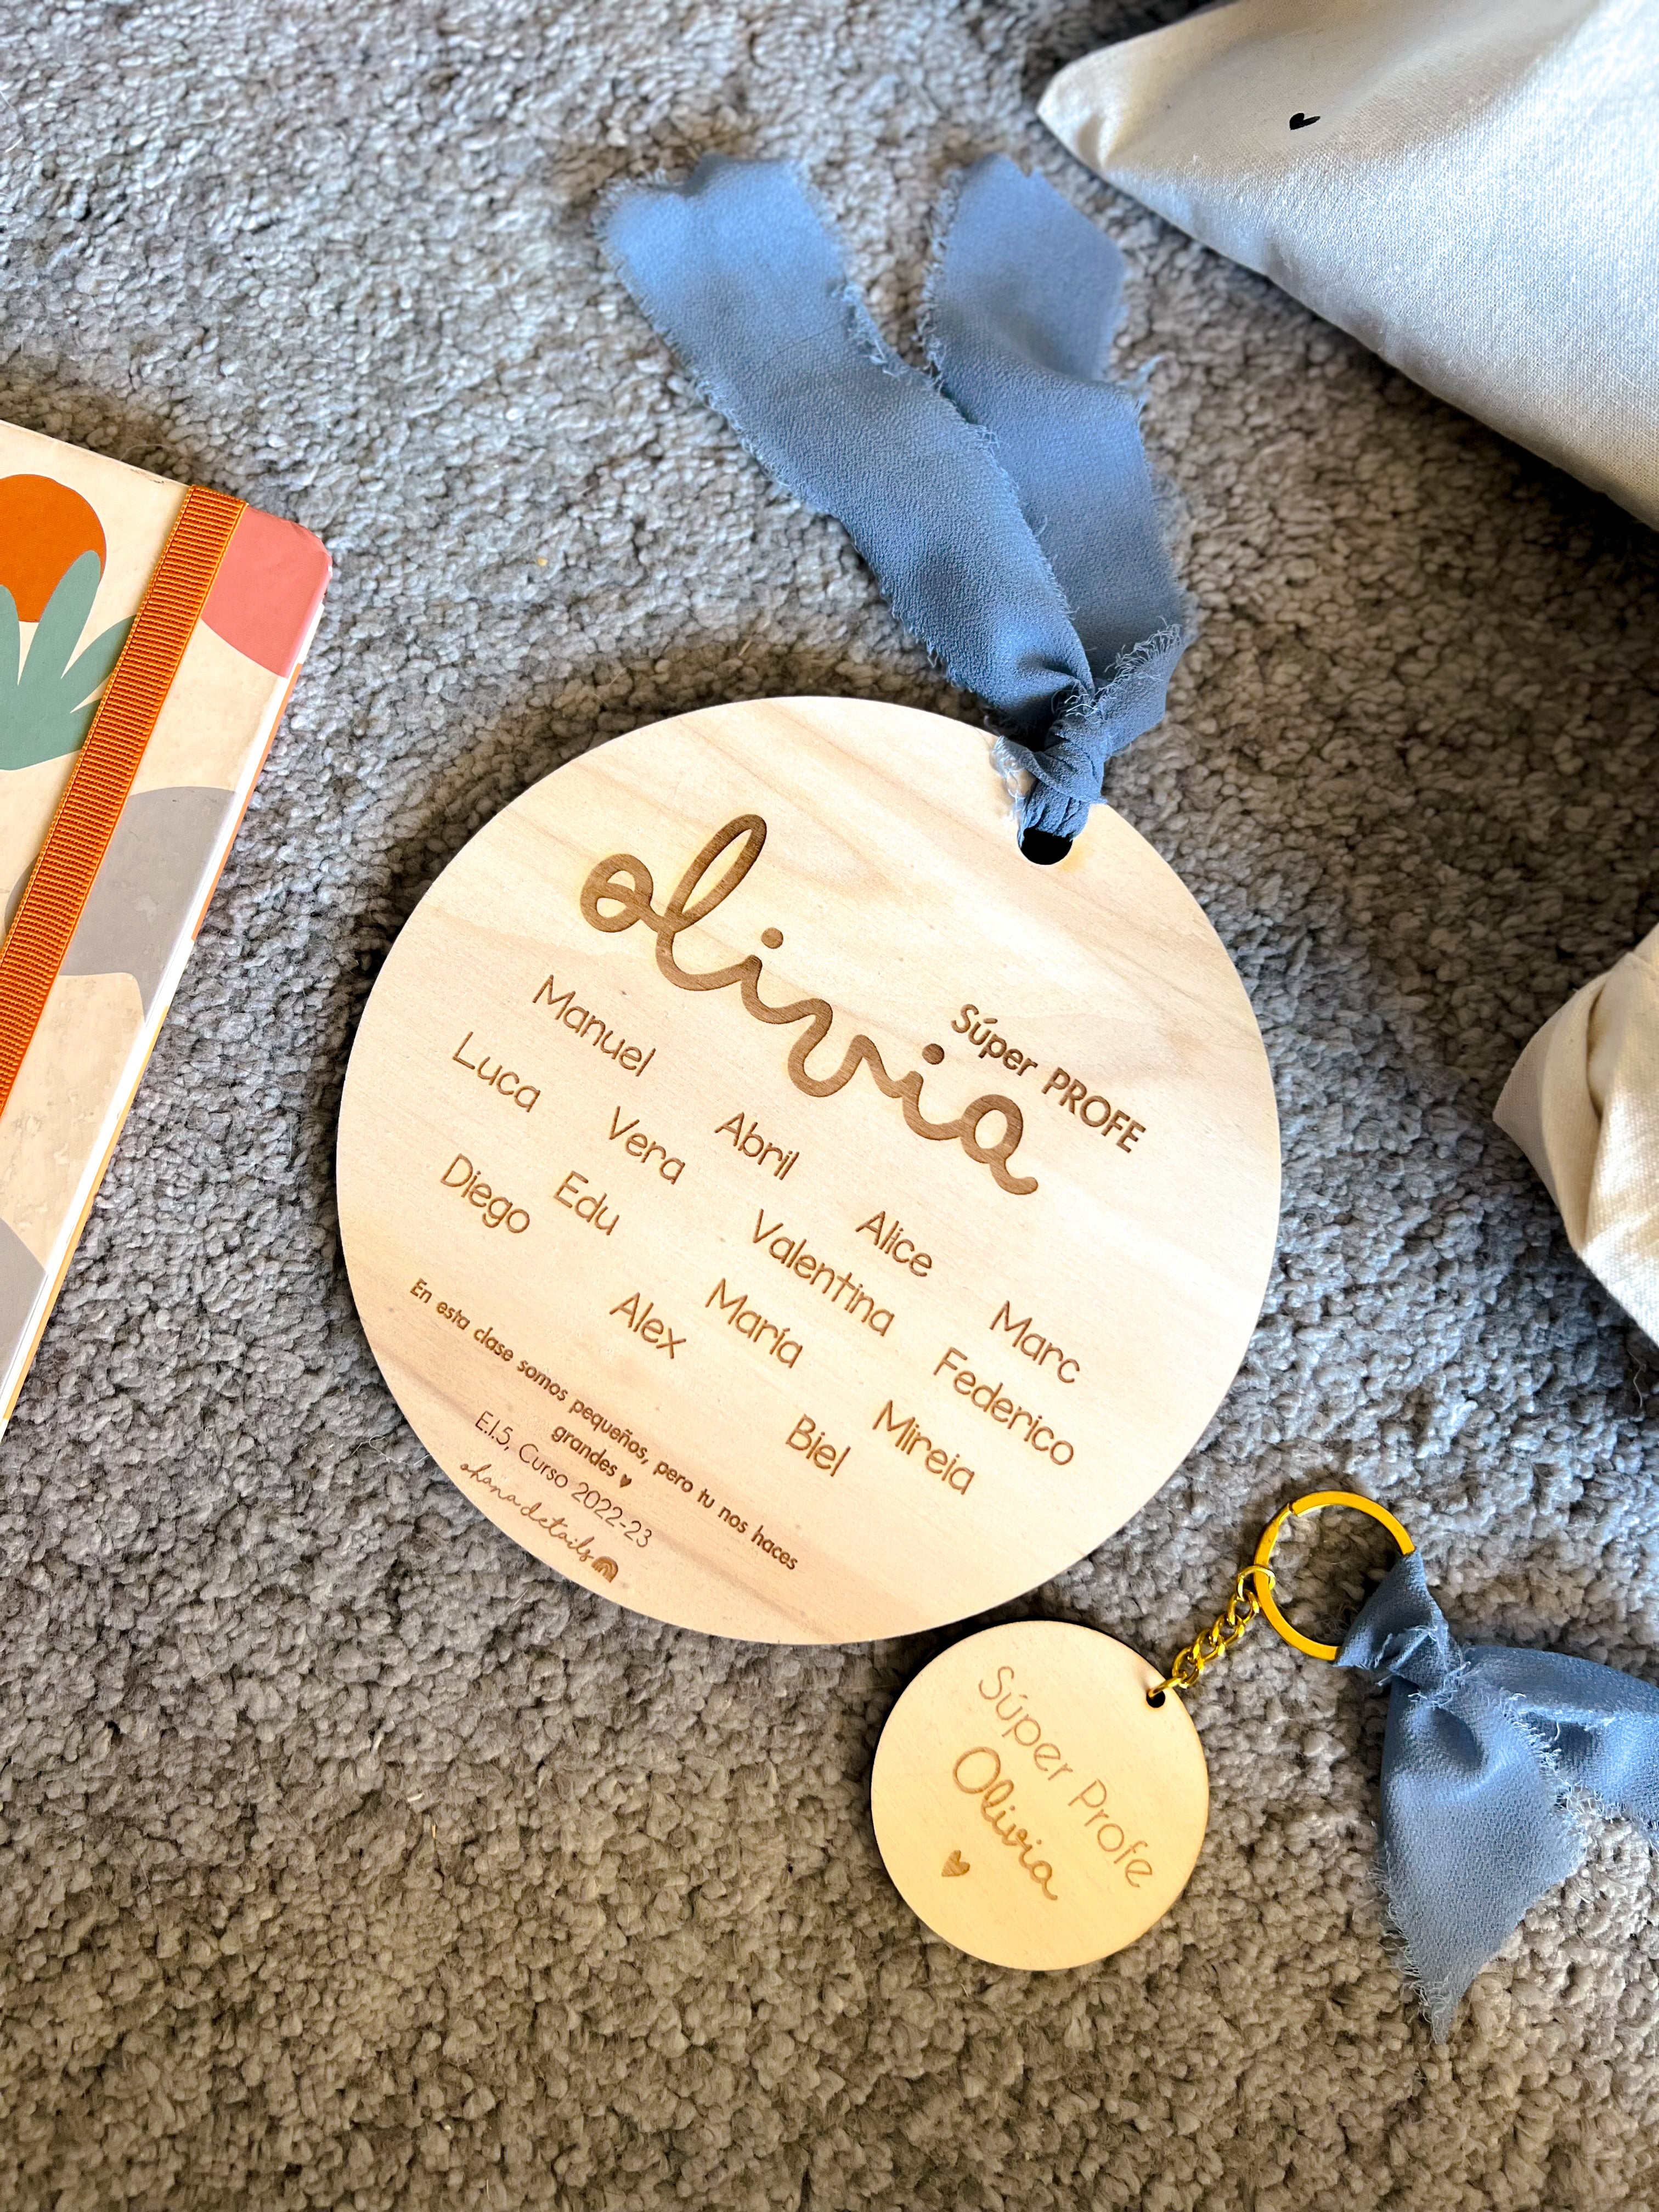 olivia
Súper PROFE
Manuel Abril Alice Marc
Luca Vera Valentina Federico
Diego Edu María Mireia
Alex Biel
En esta clase somos pequeños, pero tu nos haces
grandes ♥
E.I.5, Curso 2022-23
ohanadetails
Súper Profe
Olivia